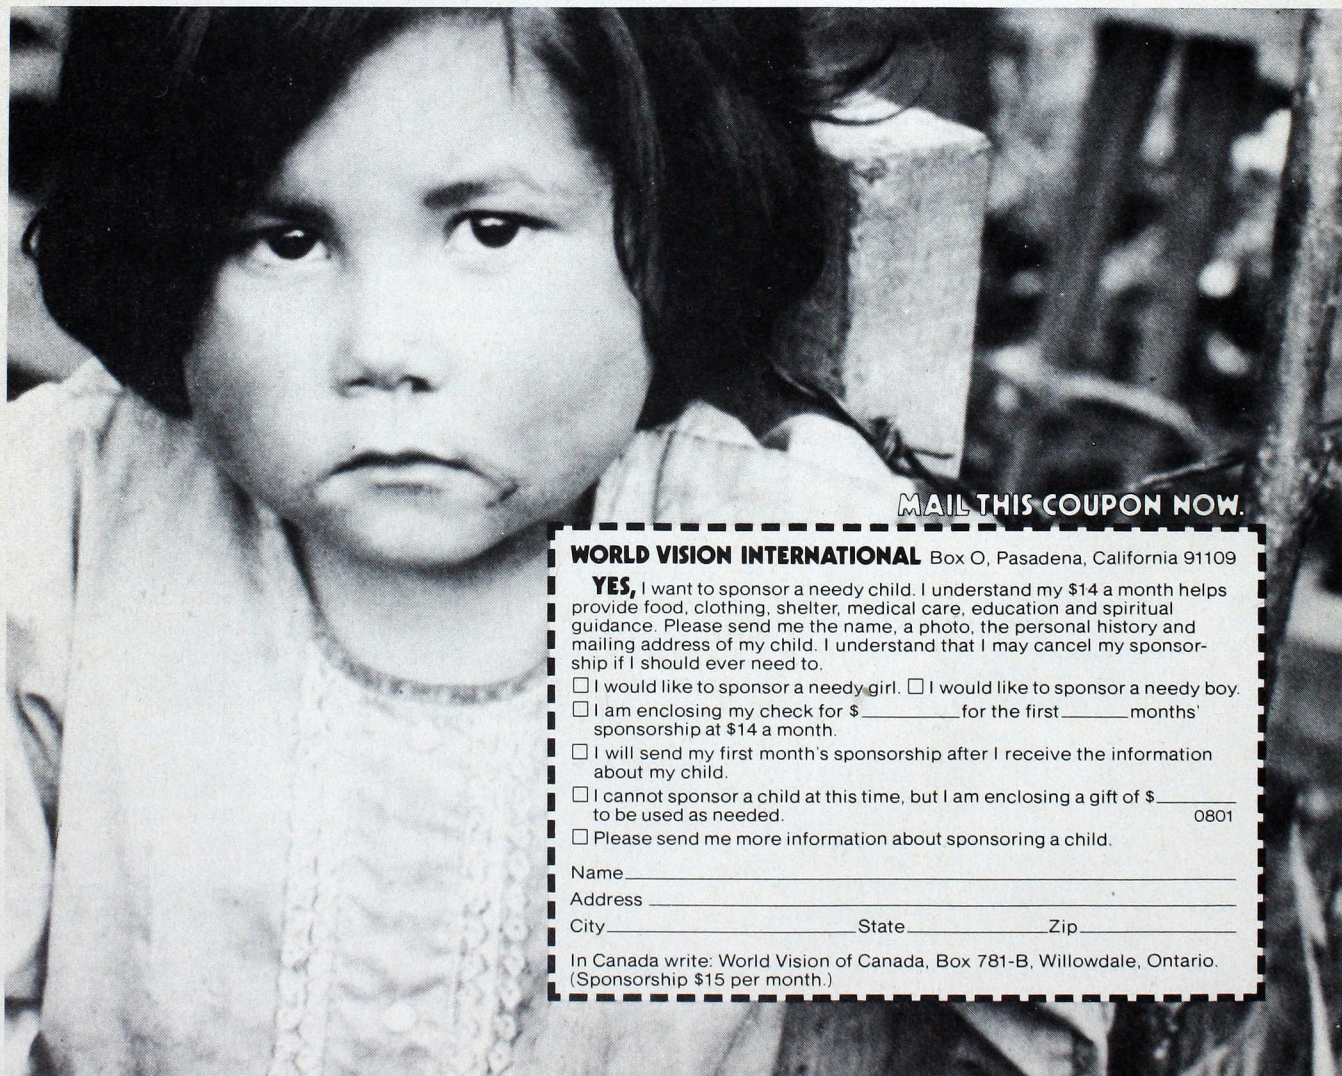 MAIL THIS COUPON NOW.
WORLD VISION INTERNATIONAL Box O, Pasadena, California 91109
YES, I want to sponsor a needy child. I understand my $14 a month helps
provide food, clothing, shelter, medical care, education and spiritual
guidance. Please send me the name, a photo, the personal history and
mailing address of my child. I understand that I may cancel my sponsor-
ship if I should ever need to.
☐ I would like to sponsor a needy girl. ☐ I would like to sponsor a needy boy.
☐ I am enclosing my check for $__________for the first_______months'
sponsorship at $14 a month.
☐ I will send my first month's sponsorship after I receive the information
about my child.
☐ I cannot sponsor a child at this time, but I am enclosing a gift of $________
to be used as needed. 0801
☐ Please send me more information about sponsoring a child.
Name____________________
Address ____________________
City__________State__________Zip__________
In Canada write: World Vision of Canada, Box 781-B, Willowdale, Ontario.
(Sponsorship $15 per month.)